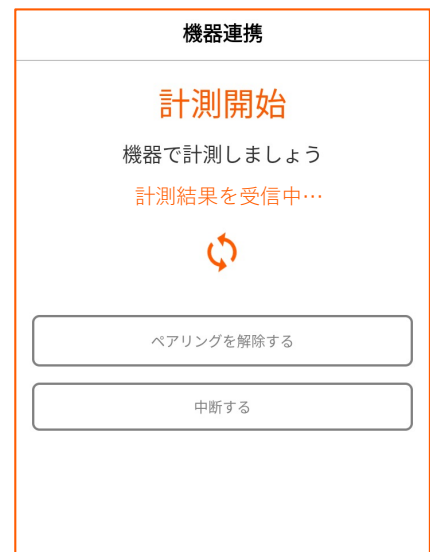 機器連携
計測開始
機器で計測しましょう
計測結果を受信中…
ペアリングを解除する
中断する